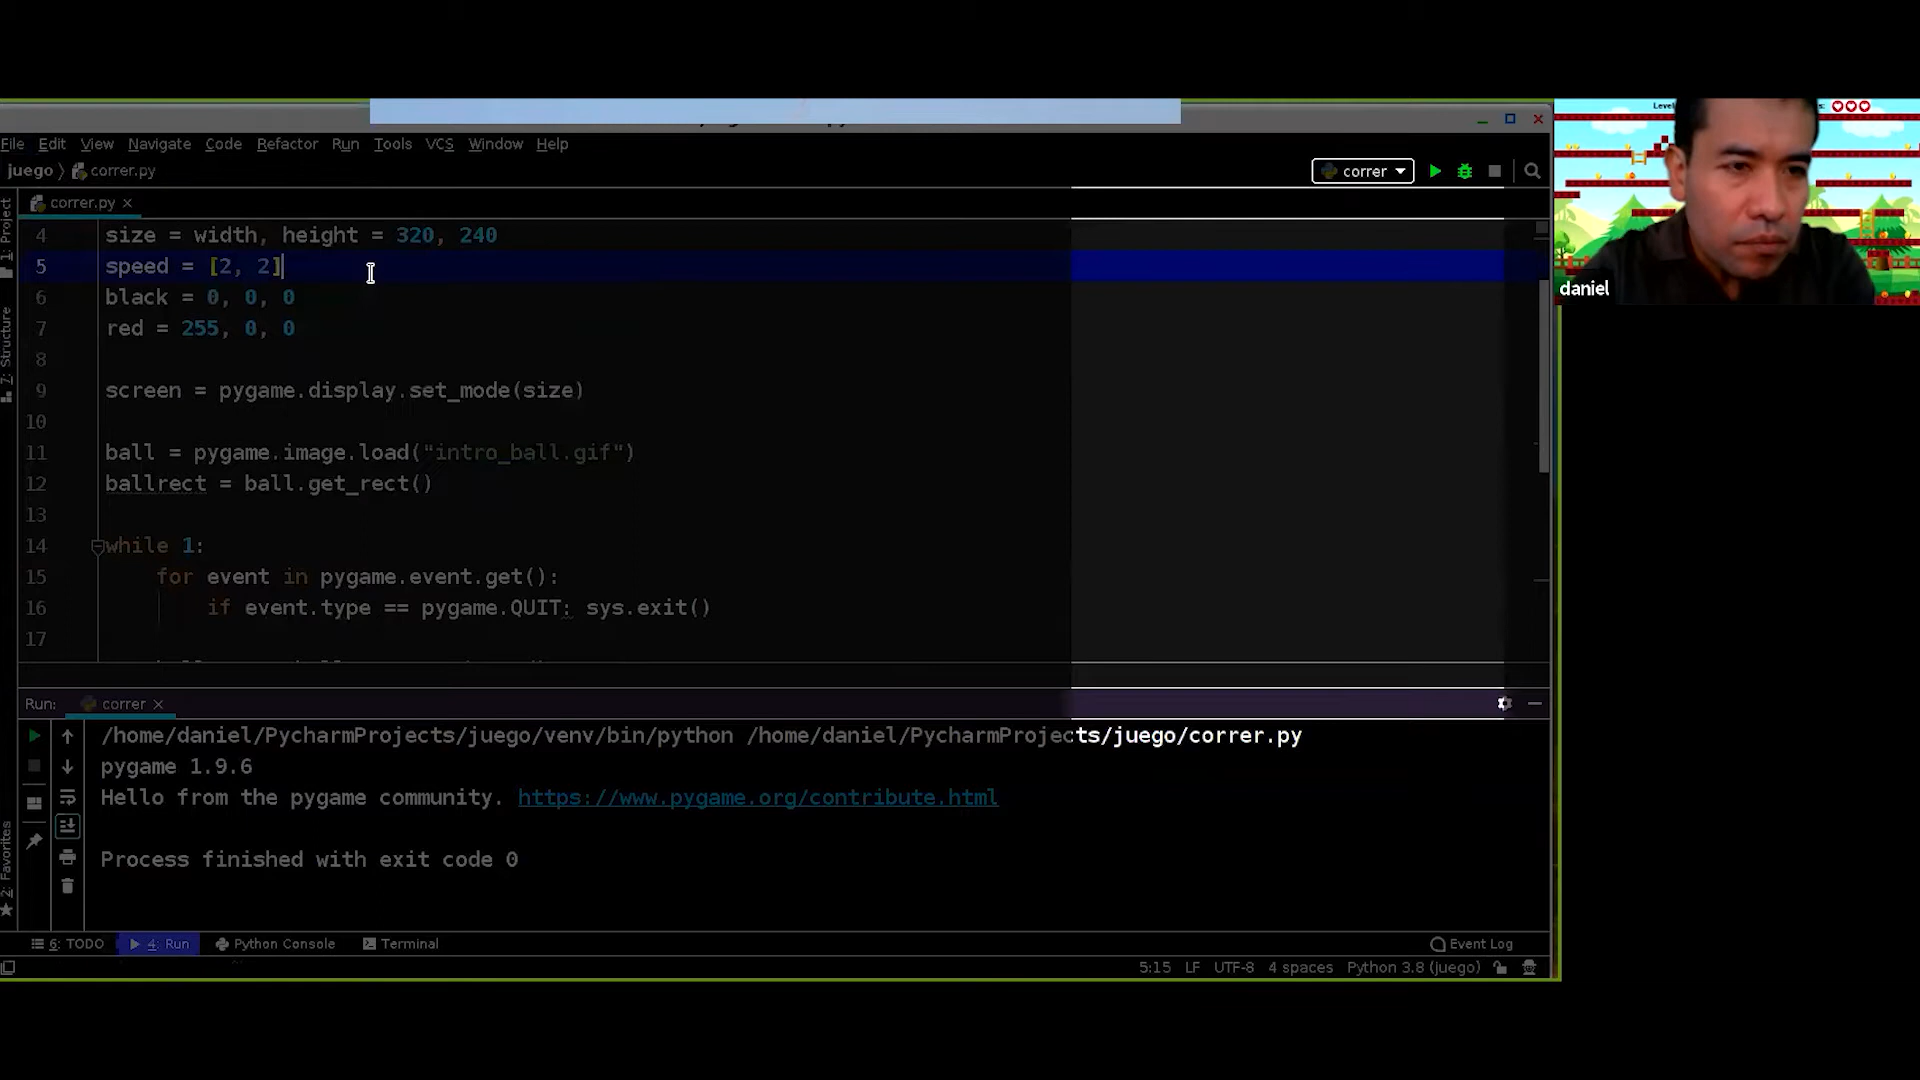 File Edit View Navigate Code Refactor Run Tools VCS Window Help
juego correr.py
correr
correr.py
4 size = width, height = 320, 240
5 speed = [2, 2]
6 black = 0, 0, 0
7 red = 255, 0, 0
8
9 screen = pygame.display.set_mode(size)
10
11 ball = pygame.image.load("intro_ball.gif")
12 ballrect = ball.get_rect()
13
14 while 1:
15 for event in pygame.event.get():
16 if event.type == pygame.QUIT: sys.exit()
17
1: Project
7: Structure
2: Favorites
Run: correr
/home/daniel/PycharmProjects/juego/venv/bin/python /home/daniel/PycharmProjects/juego/correr.py
pygame 1.9.6
Hello from the pygame community. https://www.pygame.org/contribute.html
Process finished with exit code 0
6: TODO 4: Run Python Console Terminal Event Log
5:15 LF UTF-8 4 spaces Python 3.8 (juego)
Level
daniel